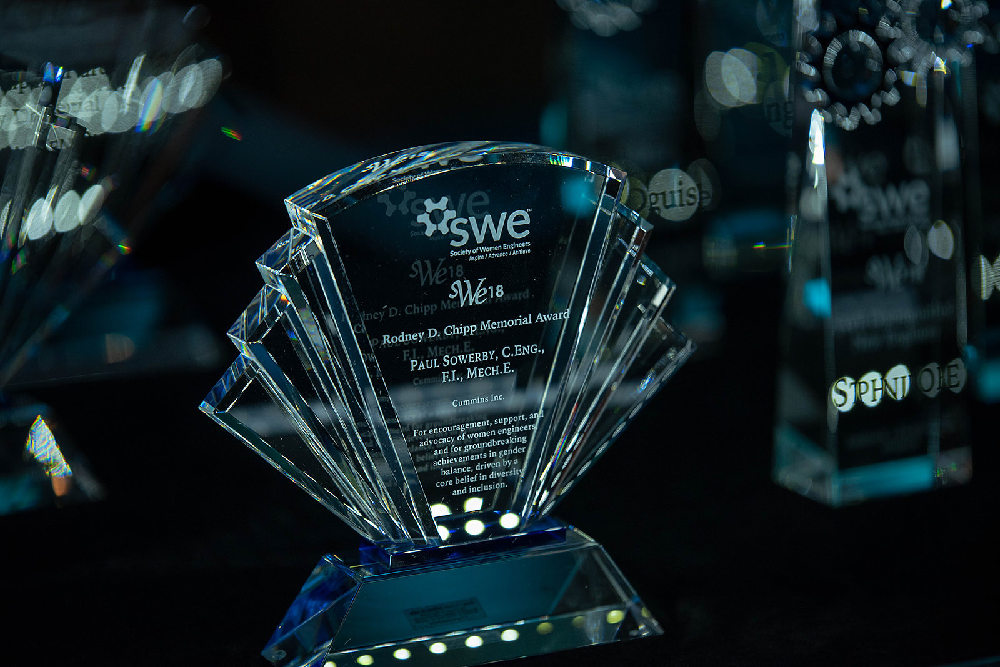 swe™
Society of Women Engineers
Aspire / Advance / Achieve
sWe18
Rodney D. Chipp Memorial Award
PAUL SOWERBY, C.ENG.,
F.I., MECH.E.
Cummins Inc.
For encouragement, support, and
advocacy of women engineers,
and for groundbreaking
achievements in gender
balance, driven by a
core belief in diversity
and inclusion.
swe